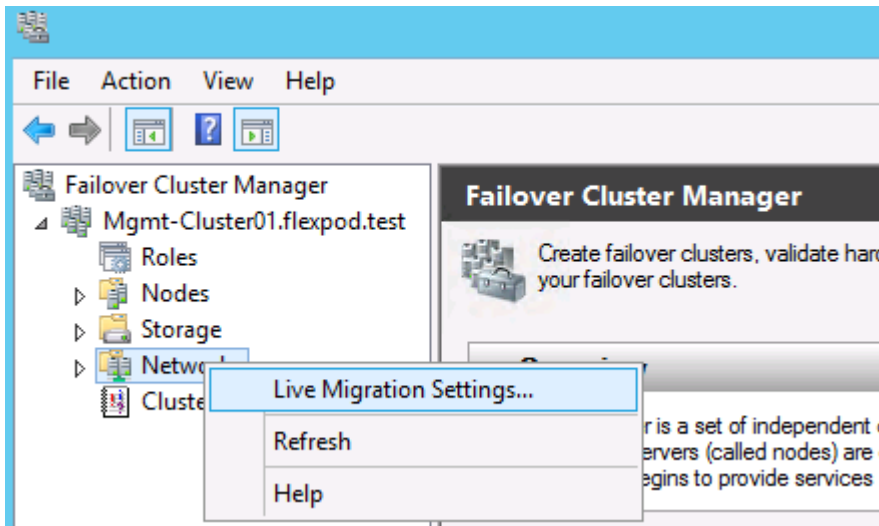 File Action View Help
Failover Cluster Manager
Mgmt-Cluster01.flexpod.test
Roles
Nodes
Storage
Cluste
Live Migration Settings...
Refresh
Help
Failover Cluster Manager
Create failover clusters, validate hard
your failover clusters.
r is a set of independent
ervers (called nodes) are
egins to provide services